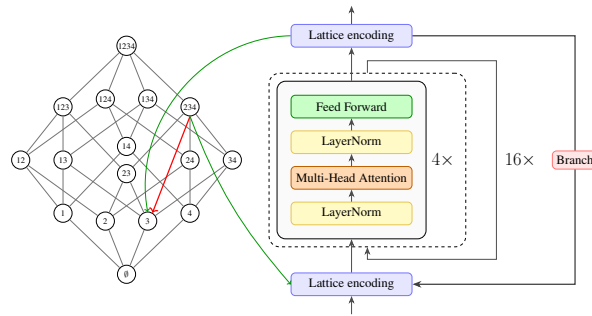 1234
123
124
134
234
12
13
14
23
24
34
1
2
3
4
∅
Lattice encoding
Feed Forward
LayerNorm
Multi-Head Attention
LayerNorm
4×
16×
Branch
Lattice encoding